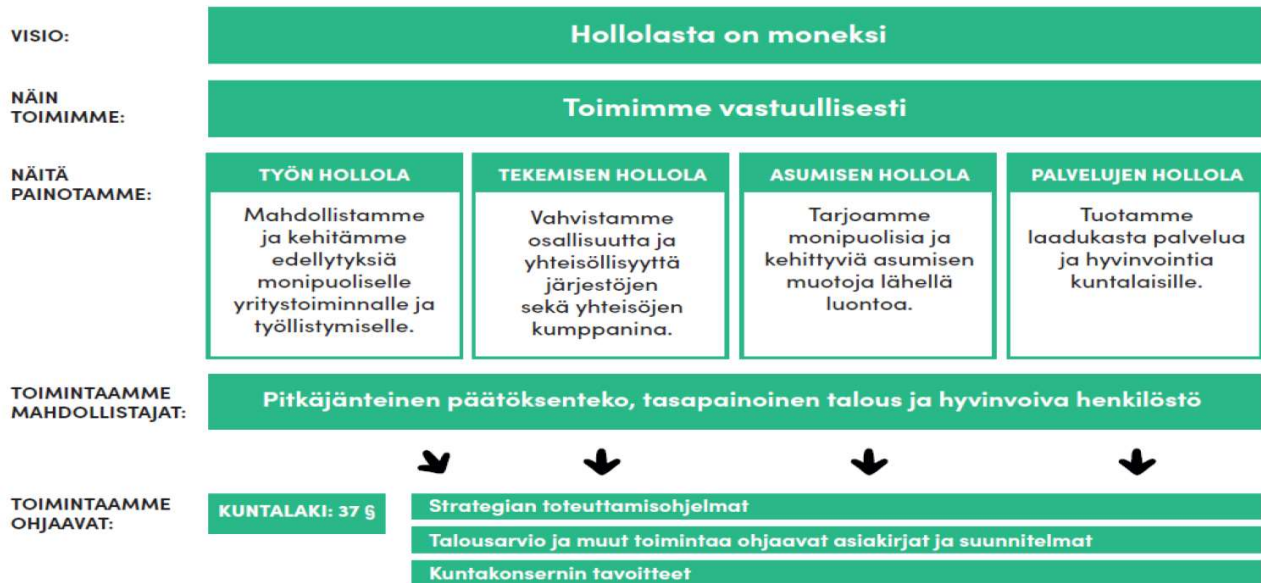 VISIO:
Hollolasta on moneksi
NÄIN
TOIMIMME:
Toimimme vastuullisesti
NÄITÄ
PAINOTAMME:
TYÖN HOLLOLA
Mahdollistamme
ja kehitämme
edellytyksiä
monipuoliselle
yritystoiminnalle ja
työllistymiselle.
TEKEMISEN HOLLOLA
Vahvistamme
osallisuutta ja
yhteisöllisyyttä
järjestöjen
sekä yhteisöjen
kumppanina.
ASUMISEN HOLLOLA
Tarjoamme
monipuolisia ja
kehittyviä asumisen
muotoja lähellä
luontoa.
PALVELUJEN HOLLOLA
Tuotamme
laadukasta palvelua
ja hyvinvointia
kuntalaisille.
TOIMINTAAMME
MAHDOLLISTAJAT:
Pitkäjänteinen päätöksenteko, tasapainoinen talous ja hyvinvoiva henkilöstö
TOIMINTAAMME
OHJAAVAT:
KUNTALAKI: 37 §
Strategian toteuttamisohjelmat
Talousarvio ja muut toimintaa ohjaavat asiakirjat ja suunnitelmat
Kuntakonsernin tavoitteet